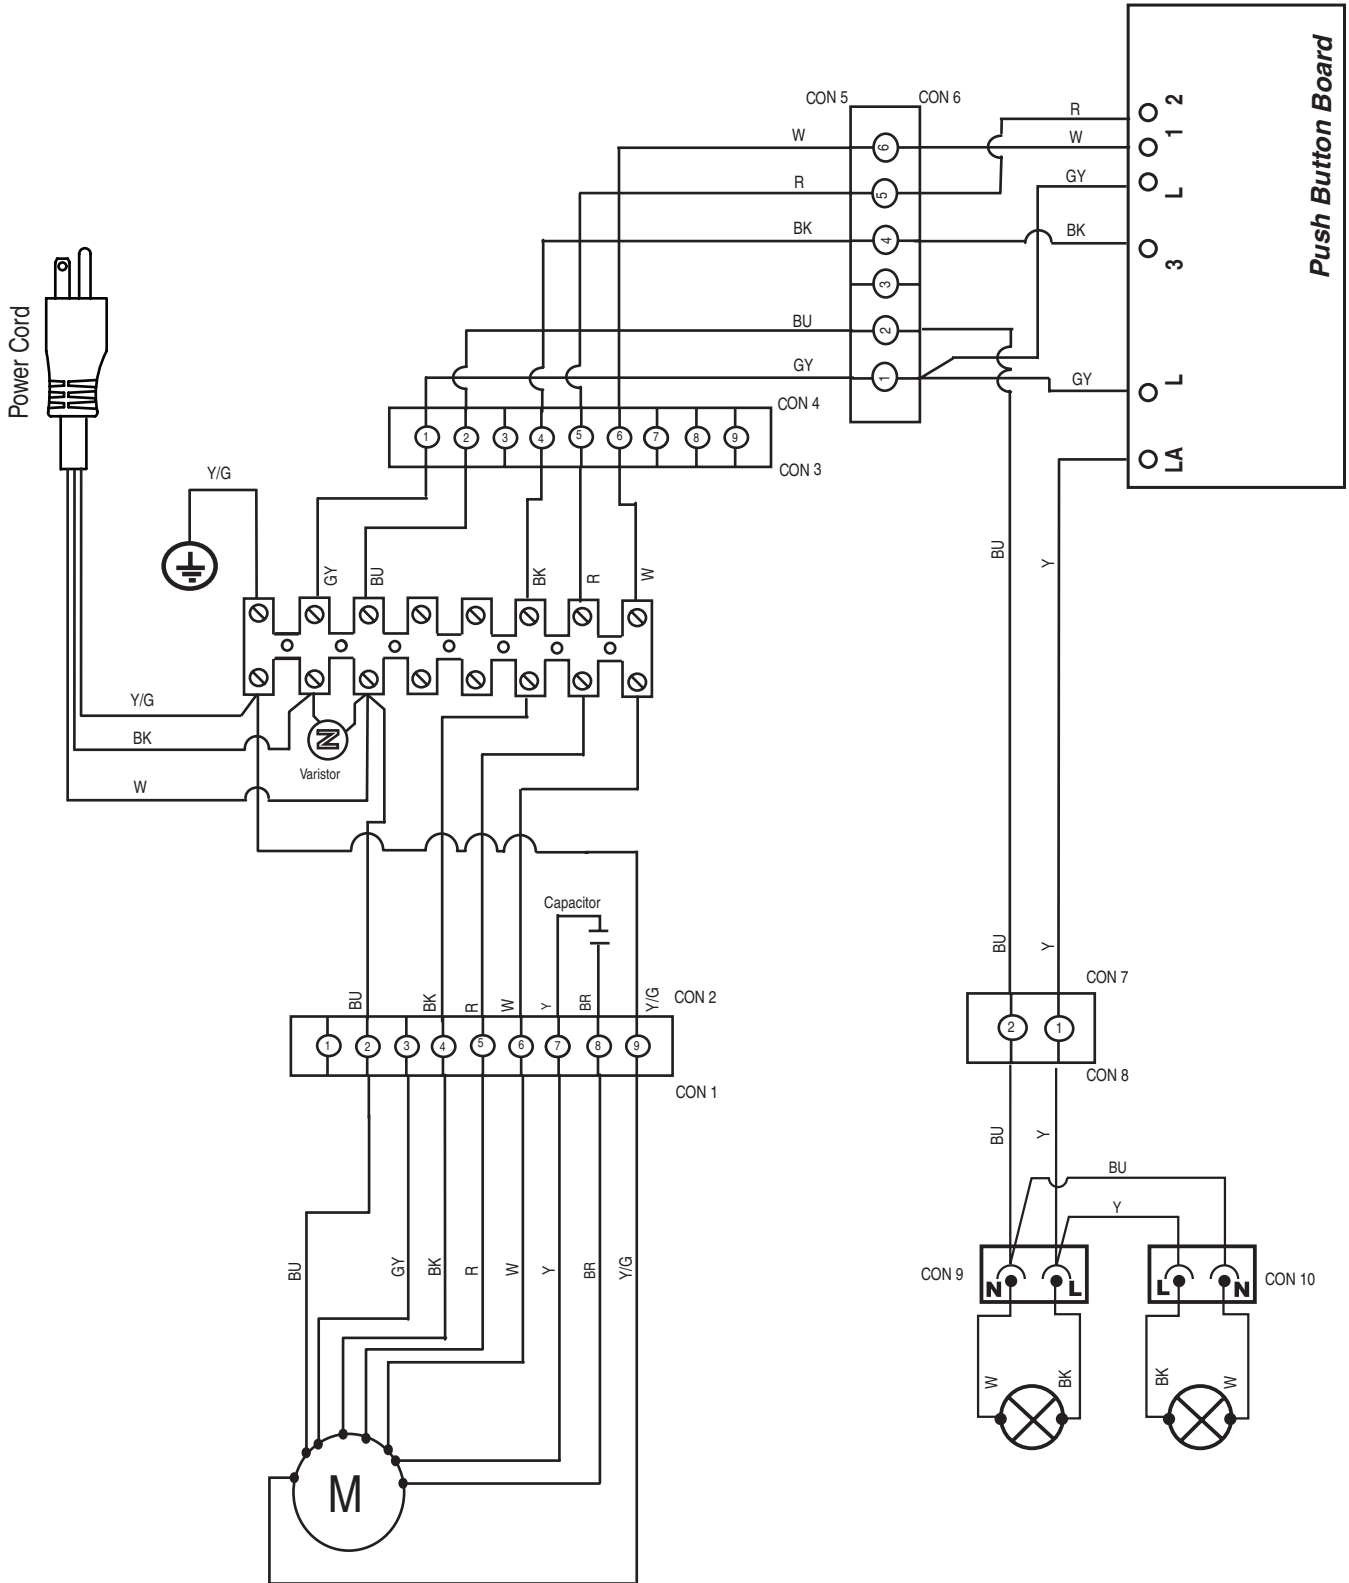 CON 5
CON 6
Push Button Board
R
2
W
6
W
1
GY
L
R
5
BK
4
BK
3
3
BU
2
GY
1
GY
L
LA
Power Cord
CON 4
1
2
3
4
5
6
7
8
9
CON 3
Y/G
GY
BU
BK
R
W
BU
Y
Y/G
BK
N
Varistor
W
Capacitor
BU
Y
BU
BK
R
W
Y
BR
Y/G
CON 2
CON 7
1
2
3
4
5
6
7
8
9
2
1
CON 1
CON 8
BU
Y
BU
Y
BU
GY
BK
R
W
Y
BR
Y/G
CON 9
N
L
L
N
CON 10
W
BK
BK
W
M